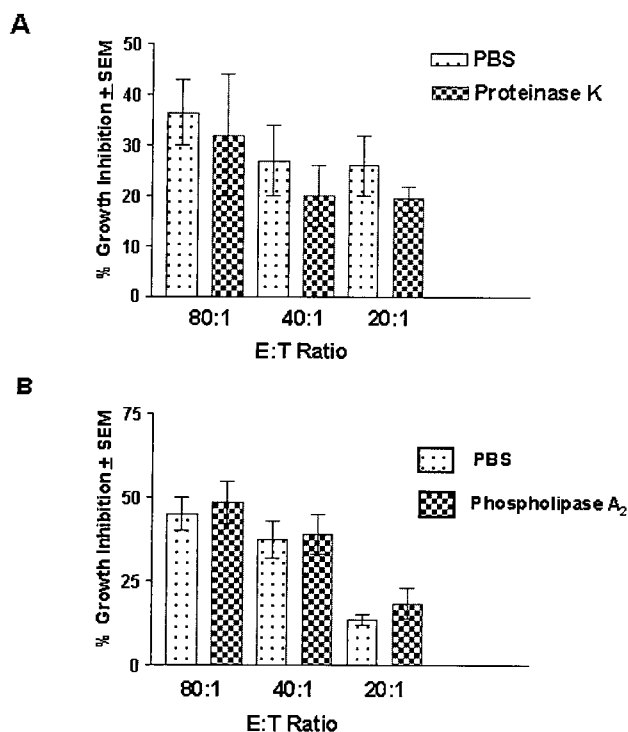 A
% Growth Inhibition ± SEM
50
40
30
20
10
0
PBS
Proteinase K
80:1 40:1 20:1
E:T Ratio
B
% Growth Inhibition ± SEM
75
50
25
0
PBS
Phospholipase A₂
80:1 40:1 20:1
E:T Ratio